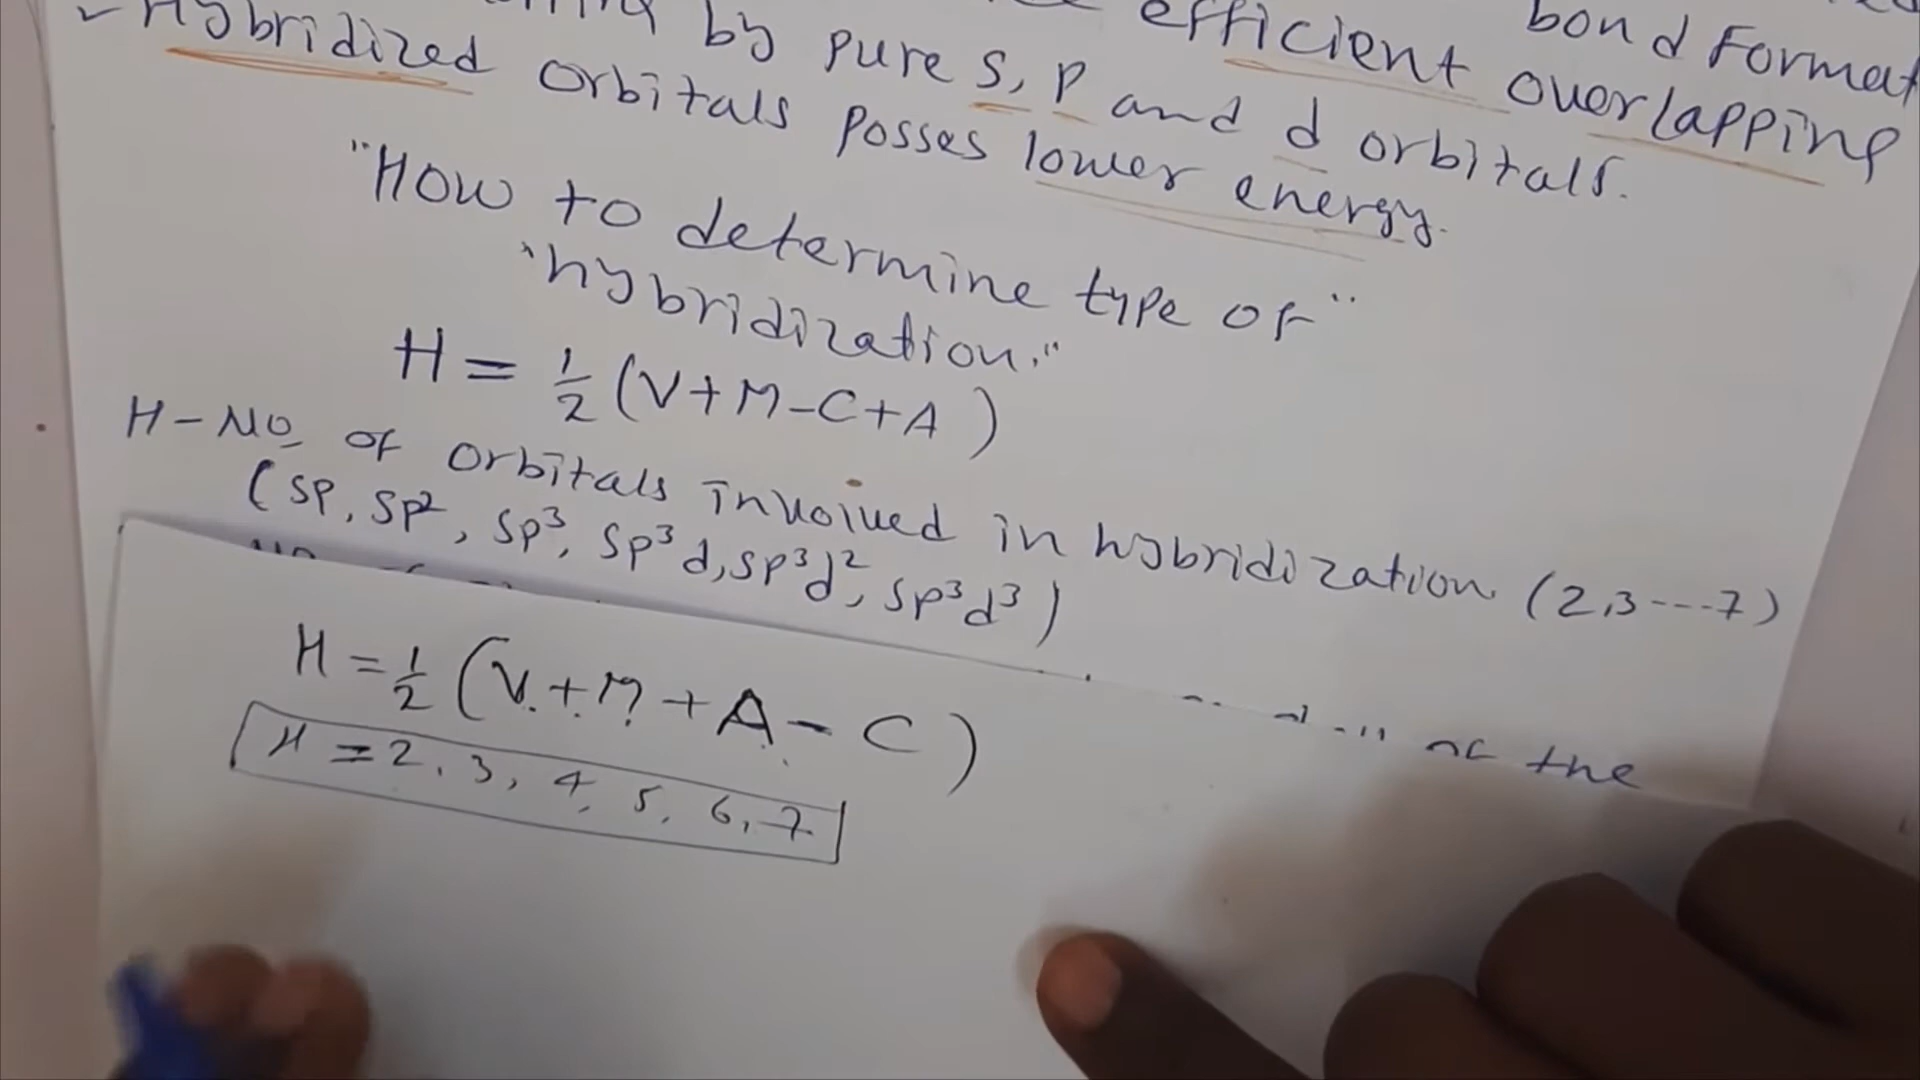 efficient bond Format
by pure s, p and d orbitals. overlapping
✓ Hybridized orbitals posses lower energy.
"How to determine type of"
"hybridization."
H = 1/2 (V+M-C+A)
H - No of orbitals involved in hybridization (2,3---7)
(sp, sp², sp³, sp³d, sp³d², sp³d³)
the
H = 1/2 (V + M + A - C)
H = 2, 3, 4, 5, 6, 7